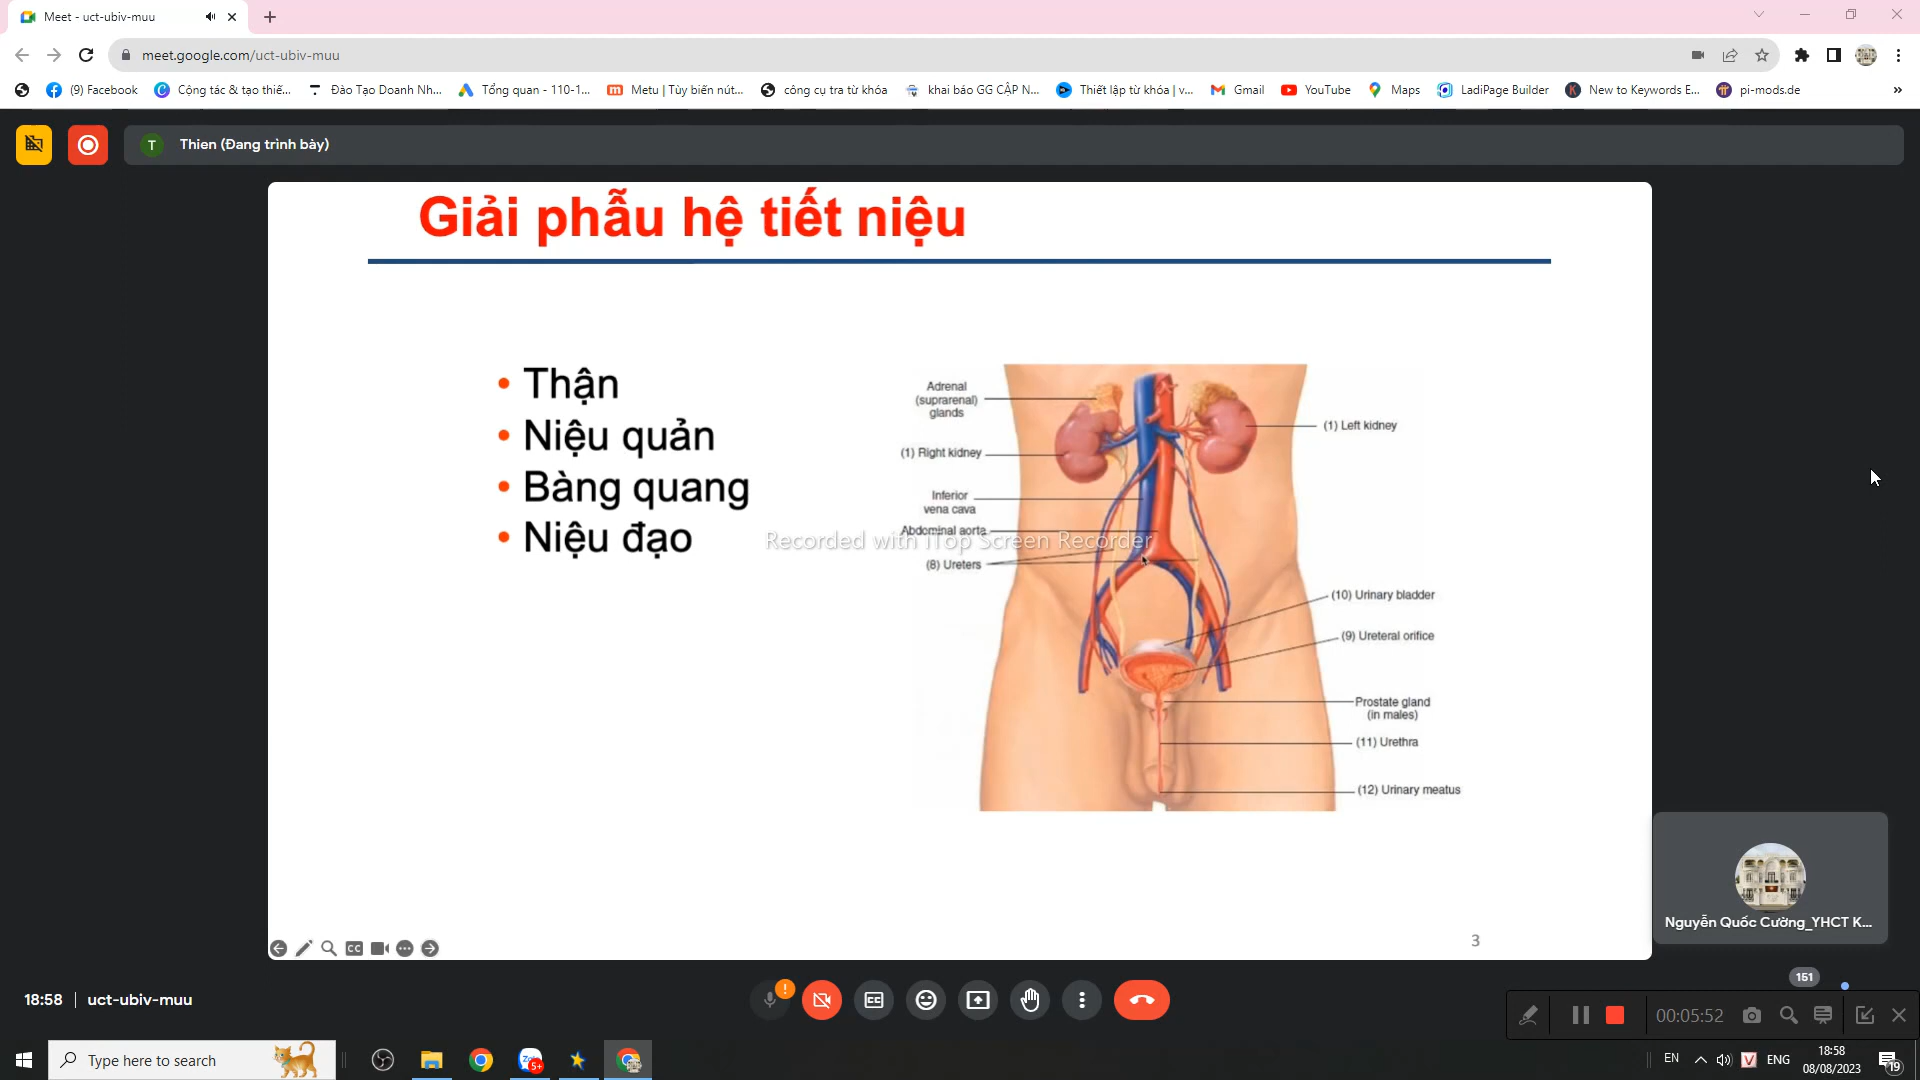 Meet - uct-ubiv-muu
meet.google.com/uct-ubiv-muu
(9) Facebook
Cộng tác & tạo thiế...
Đào Tạo Doanh Nh...
Tổng quan - 110-1...
Metu | Tùy biến nút...
công cụ tra từ khóa
khai báo GG CẬP N...
Thiết lập từ khóa | v...
Gmail
YouTube
Maps
LadiPage Builder
New to Keywords E...
pi-mods.de
»
T
Thien (Đang trình bày)
Giải phẫu hệ tiết niệu
• Thận
• Niệu quản
• Bàng quang
• Niệu đạo
Adrenal
(suprarenal)
glands
(1) Left kidney
(1) Right kidney
Inferior
vena cava
Abdominal aorta
Recorded with iTop Screen Recorder
(8) Ureters
(10) Urinary bladder
(9) Ureteral orifice
Prostate gland
(in males)
(11) Urethra
(12) Urinary meatus
3
CC
Nguyễn Quốc Cường_YHCT K...
151
18:58 | uct-ubiv-muu
!
CC
00:05:52
Type here to search
Zalo
5+
EN
V
ENG
18:58
08/08/2023
19